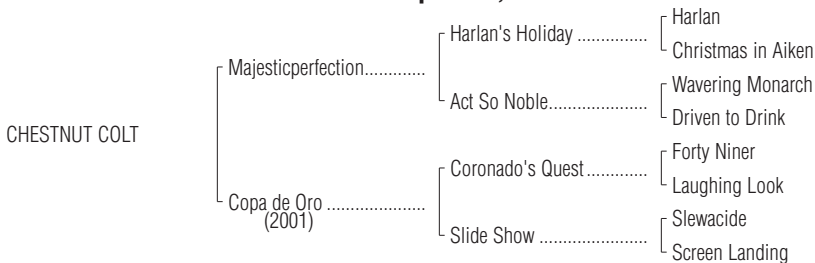 Harlan
Harlan's Holiday ...............
Christmas in Aiken
Majesticperfection.............
Wavering Monarch
Act So Noble.....................
Driven to Drink
CHESTNUT COLT
Forty Niner
Coronado's Quest.............
Laughing Look
Copa de Oro .....................
(2001)
Slewacide
Slide Show .......................
Screen Landing